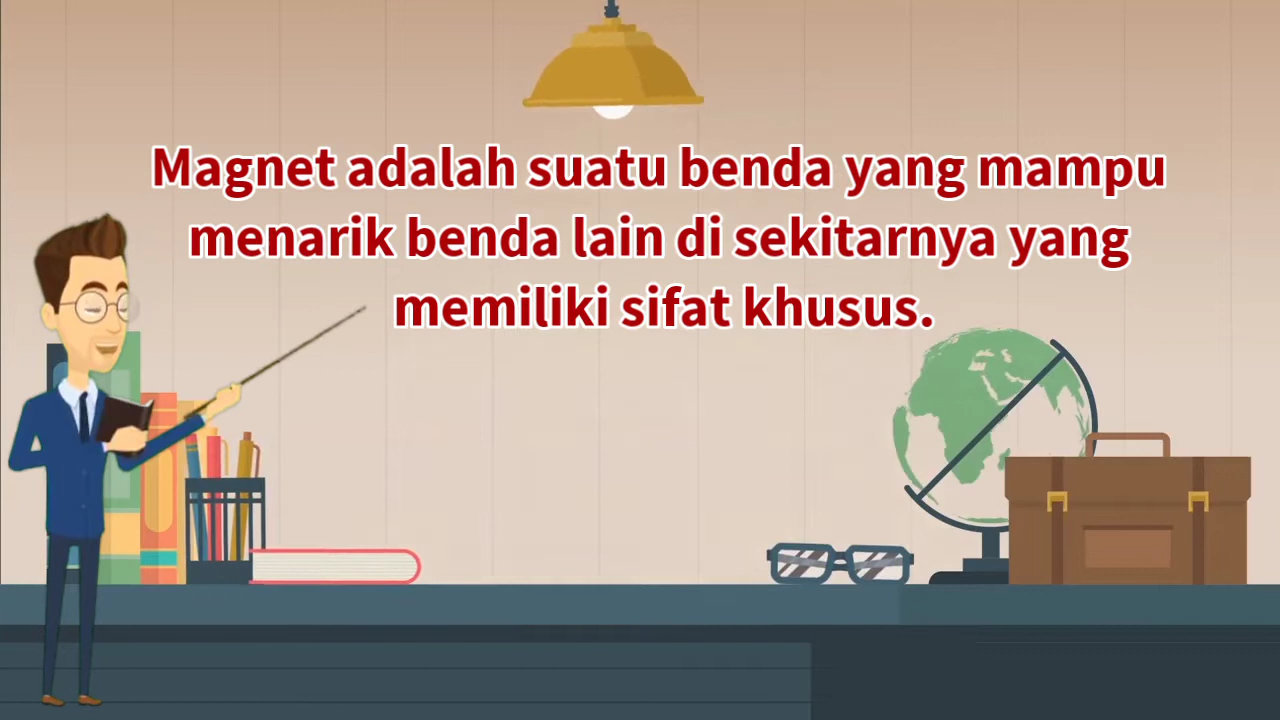 Magnet adalah suatu benda yang mampu
menarik benda lain di sekitarnya yang
memiliki sifat khusus.